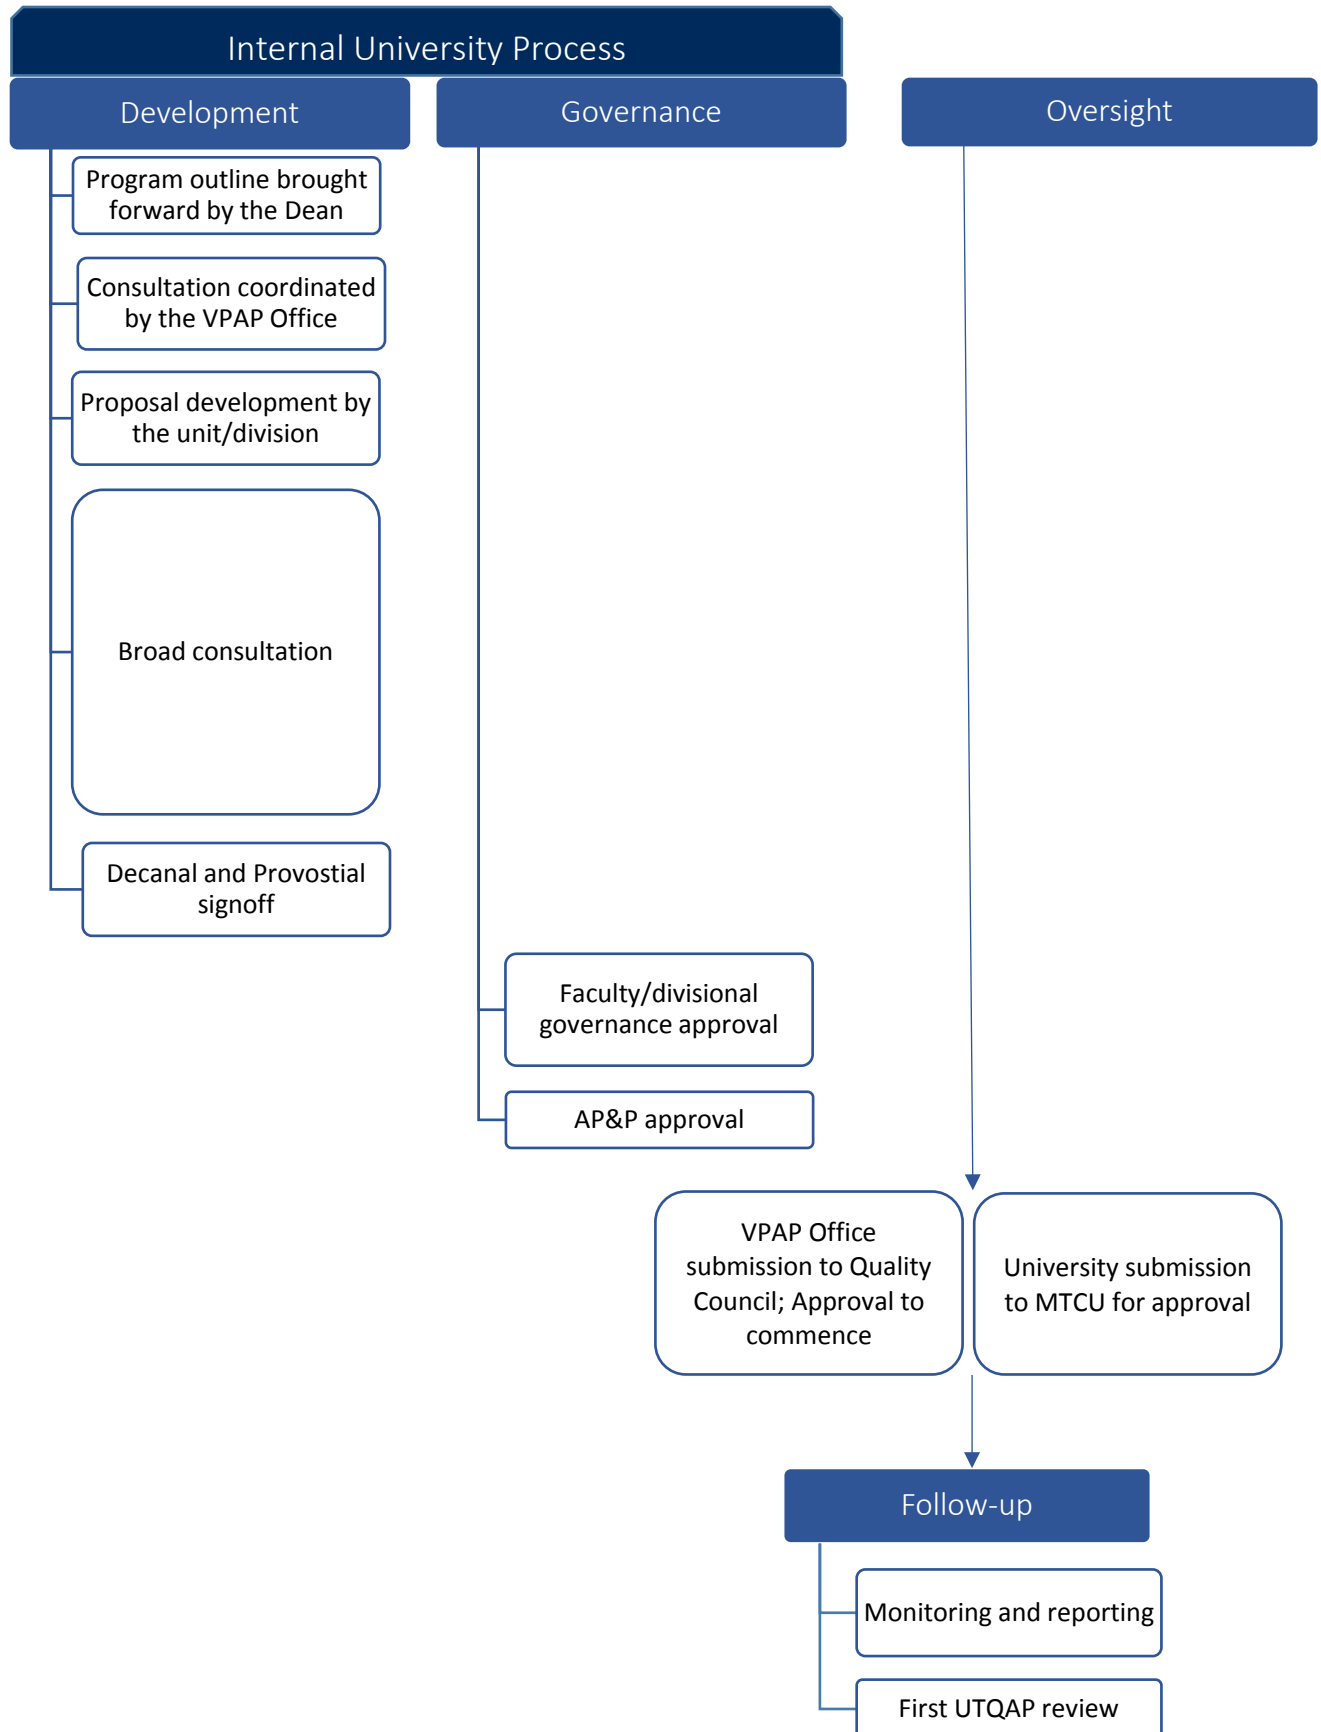 Internal University Process
Development
Governance
Oversight
Program outline brought
forward by the Dean
Consultation coordinated
by the VPAP Office
Proposal development by
the unit/division
Broad consultation
Decanal and Provostial
signoff
Faculty/divisional
governance approval
AP&P approval
VPAP Office
submission to Quality
Council; Approval to
commence
University submission
to MTCU for approval
Follow-up
Monitoring and reporting
First UTQAP review